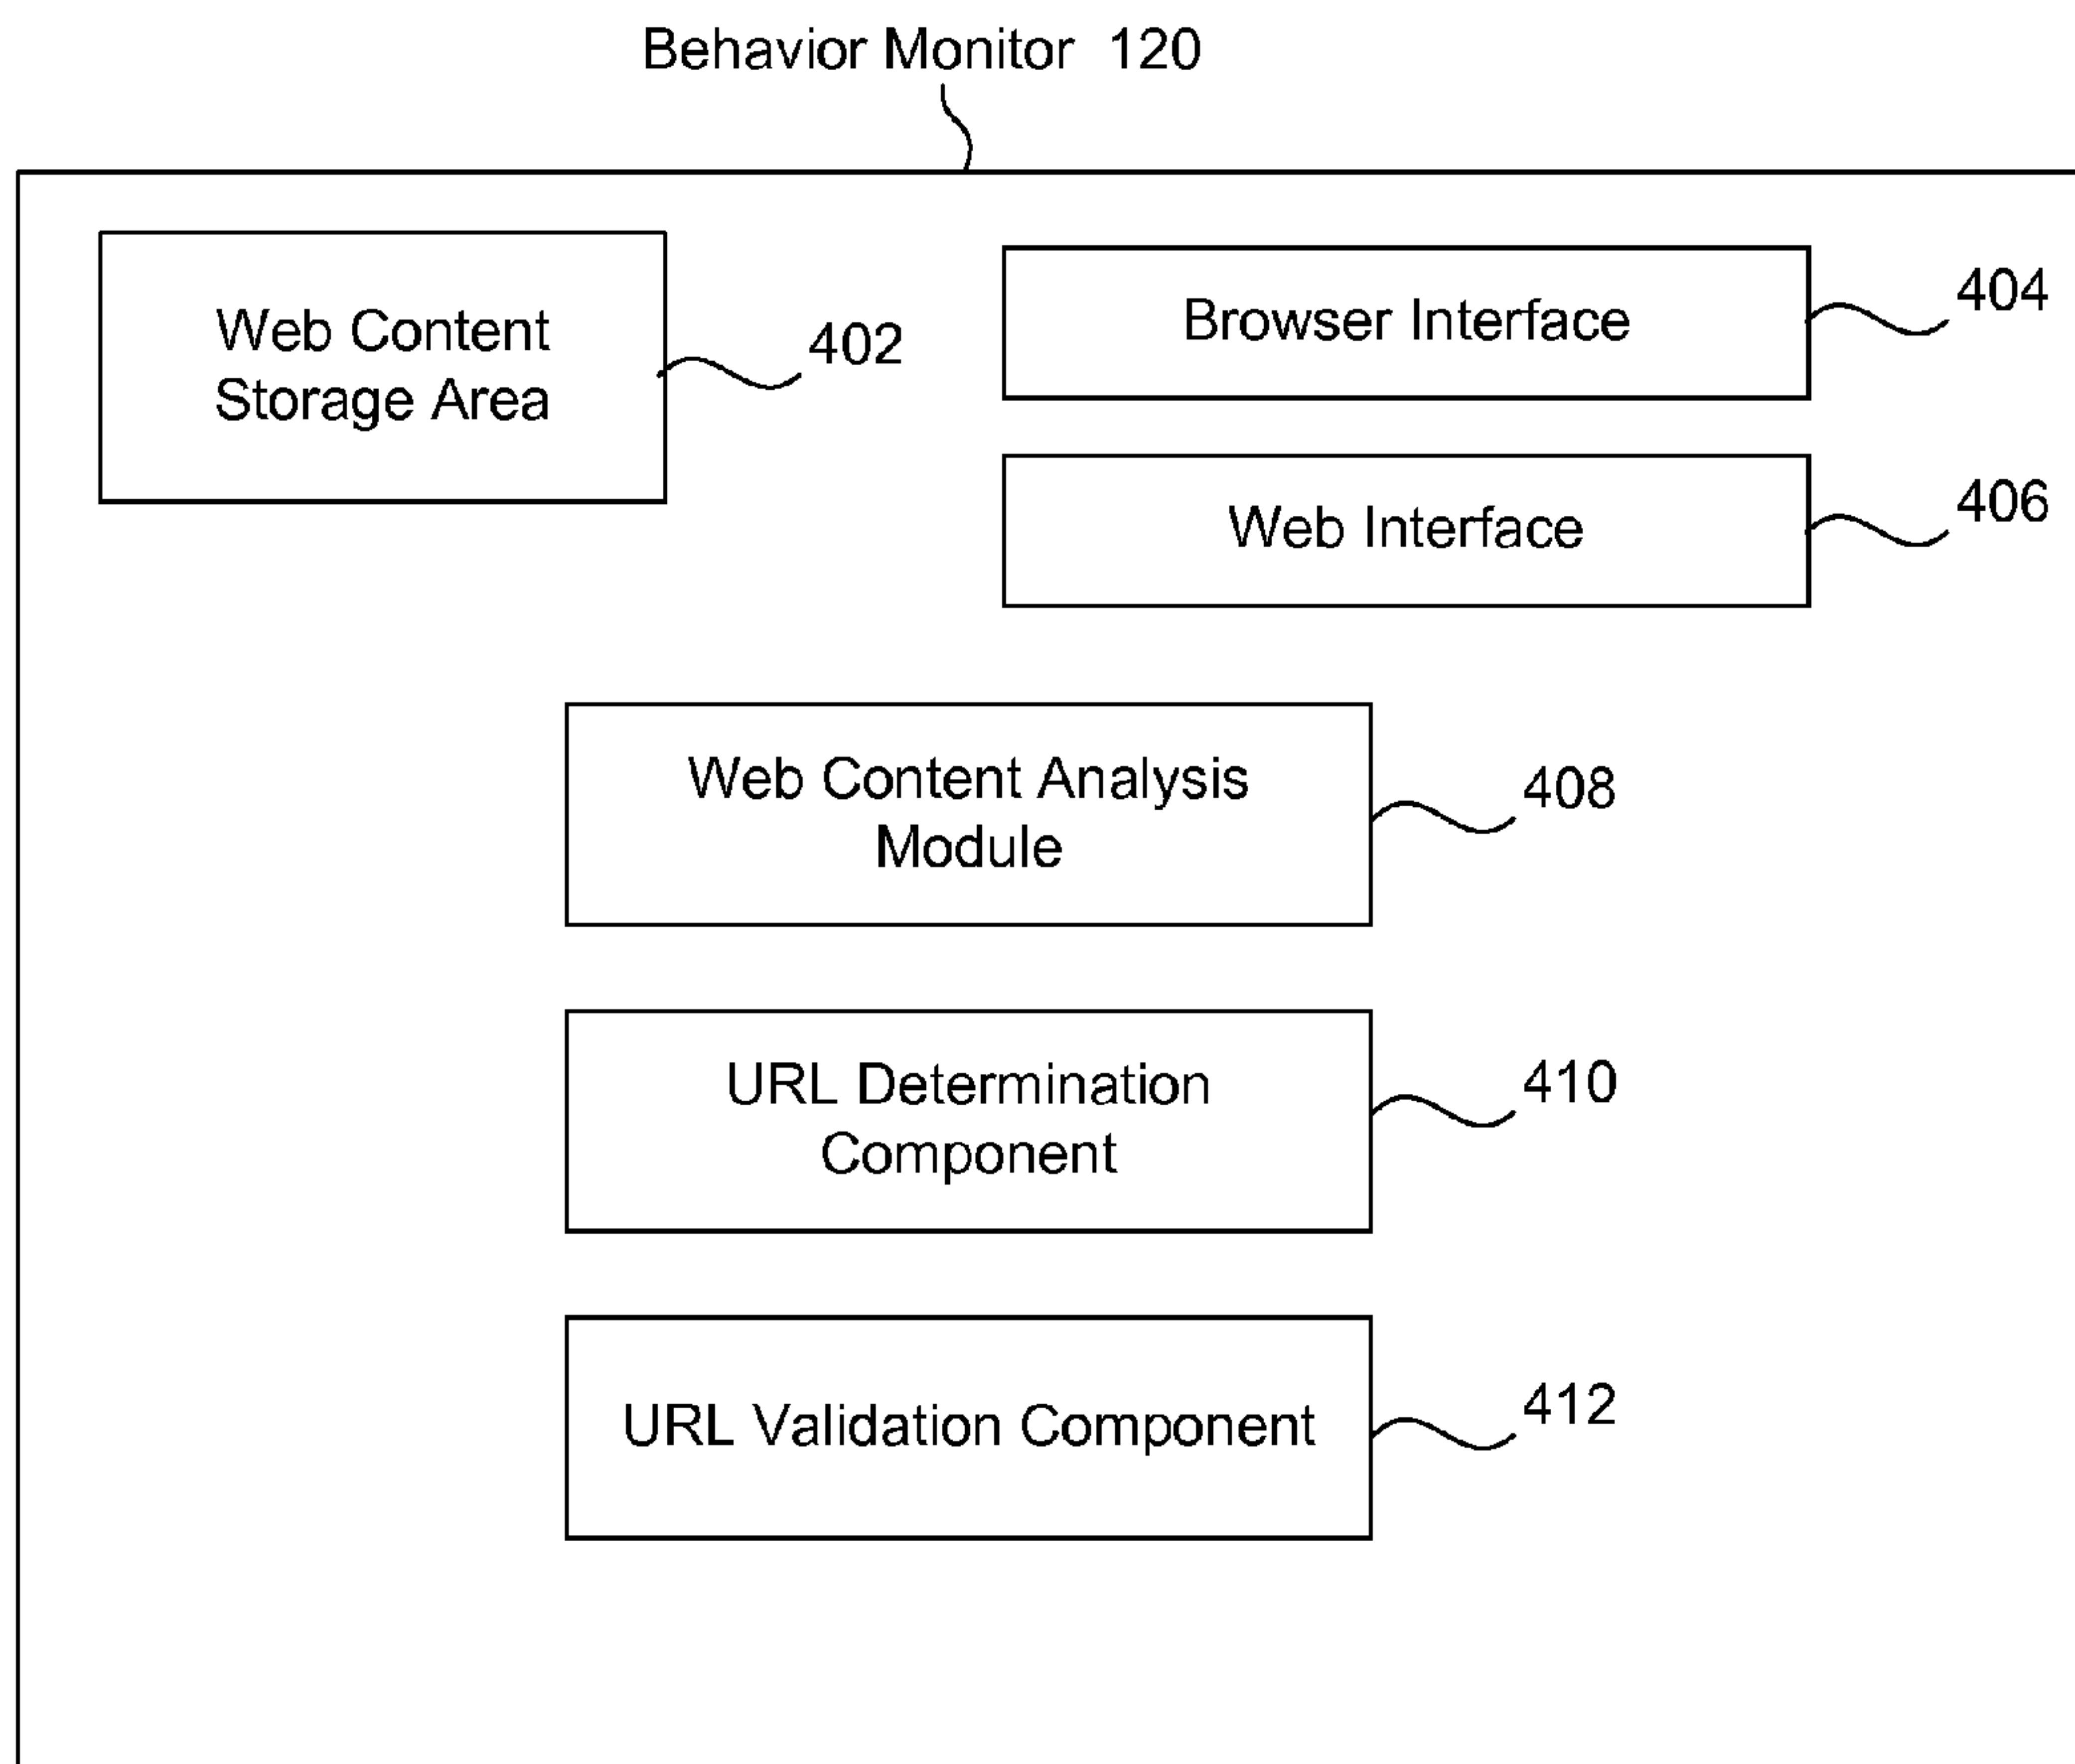 Behavior Monitor 120
Web Content
Storage Area
402
Browser Interface
404
Web Interface
406
Web Content Analysis
Module
408
URL Determination
Component
410
URL Validation Component
412